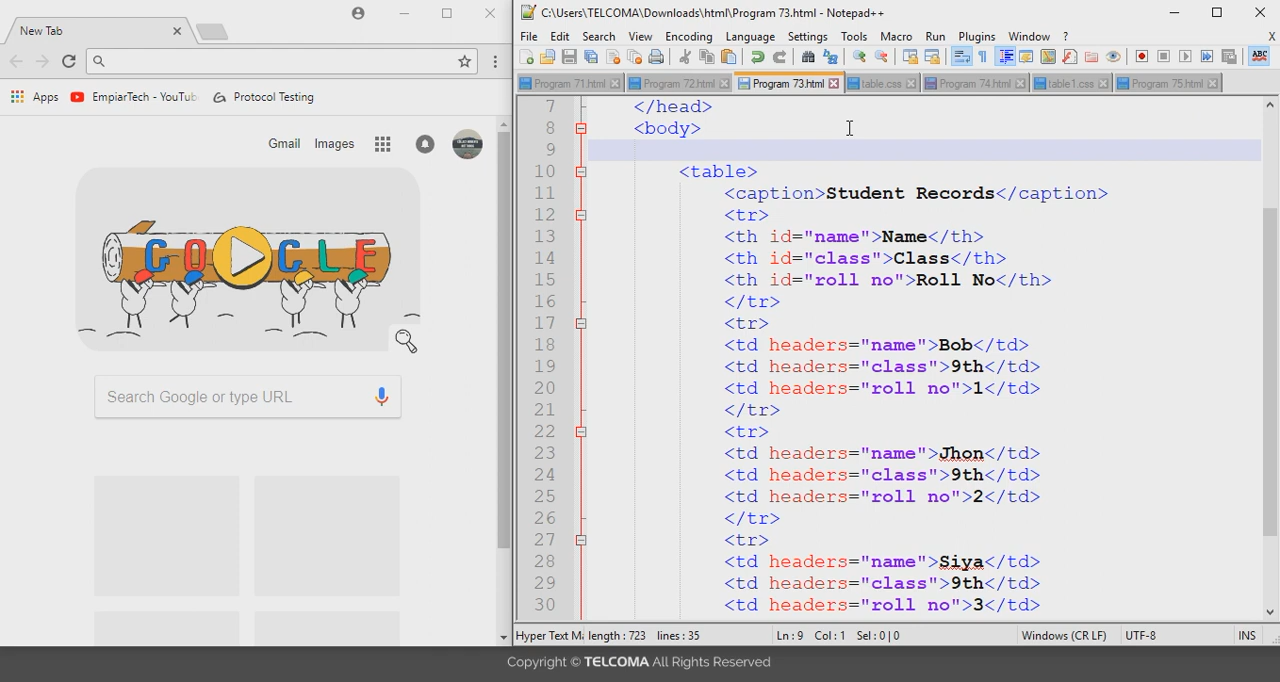 New Tab
C:\Users\TELCOMA\Downloads\html\Program 73.html - Notepad++
File Edit Search View Encoding Language Settings Tools Macro Run Plugins Window ? X
Program 71.html Program 72.html Program 73.html table.css Program 74.html table1.css Program 75.html
Apps EmpiarTech - YouTub Protocol Testing
Gmail Images
GOOGLE
Search Google or type URL
7 </head>
8 <body>
9
10 <table>
11 <caption>Student Records</caption>
12 <tr>
13 <th id="name">Name</th>
14 <th id="class">Class</th>
15 <th id="roll no">Roll No</th>
16 </tr>
17 <tr>
18 <td headers="name">Bob</td>
19 <td headers="class">9th</td>
20 <td headers="roll no">1</td>
21 </tr>
22 <tr>
23 <td headers="name">Jhon</td>
24 <td headers="class">9th</td>
25 <td headers="roll no">2</td>
26 </tr>
27 <tr>
28 <td headers="name">Siya</td>
29 <td headers="class">9th</td>
30 <td headers="roll no">3</td>
Hyper Text Ma length : 723 lines : 35 Ln : 9 Col : 1 Sel : 0 | 0 Windows (CR LF) UTF-8 INS
Copyright © TELCOMA All Rights Reserved